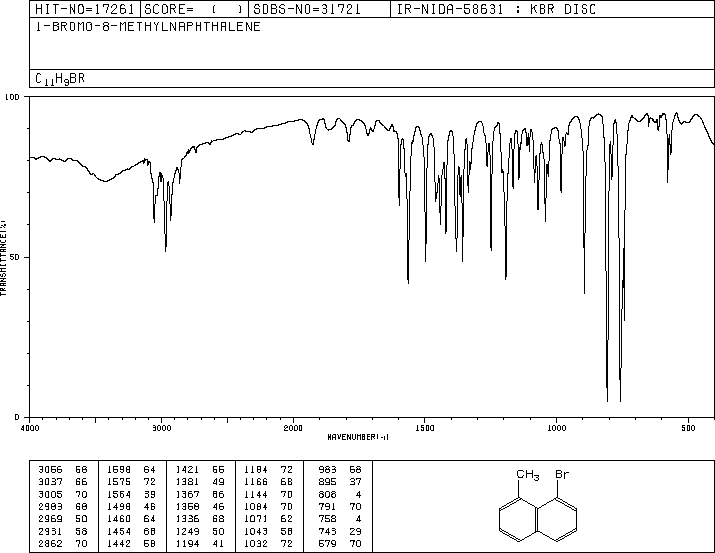 HIT-NO=17261 SCORE= ( ) SDBS-NO=31721 IR-NIDA-58631 : KBR DISC
1-BROMO-8-METHYLNAPHTHALENE
C11H9BR
100
50
0
TRANSMITTANCE(%)
4000 3000 2000 1500 1000 500
WAVENUMBER(-1)
3066 68 1598 64 1421 55 1184 72 983 68
3037 66 1575 72 1381 49 1166 68 895 37
3005 70 1564 39 1367 66 1144 70 808 4
2983 60 1498 46 1358 46 1084 70 791 70
2969 50 1460 64 1336 68 1071 62 758 4
2931 58 1454 68 1249 50 1043 58 743 29
2862 70 1442 58 1194 41 1032 72 579 70
CH3 Br